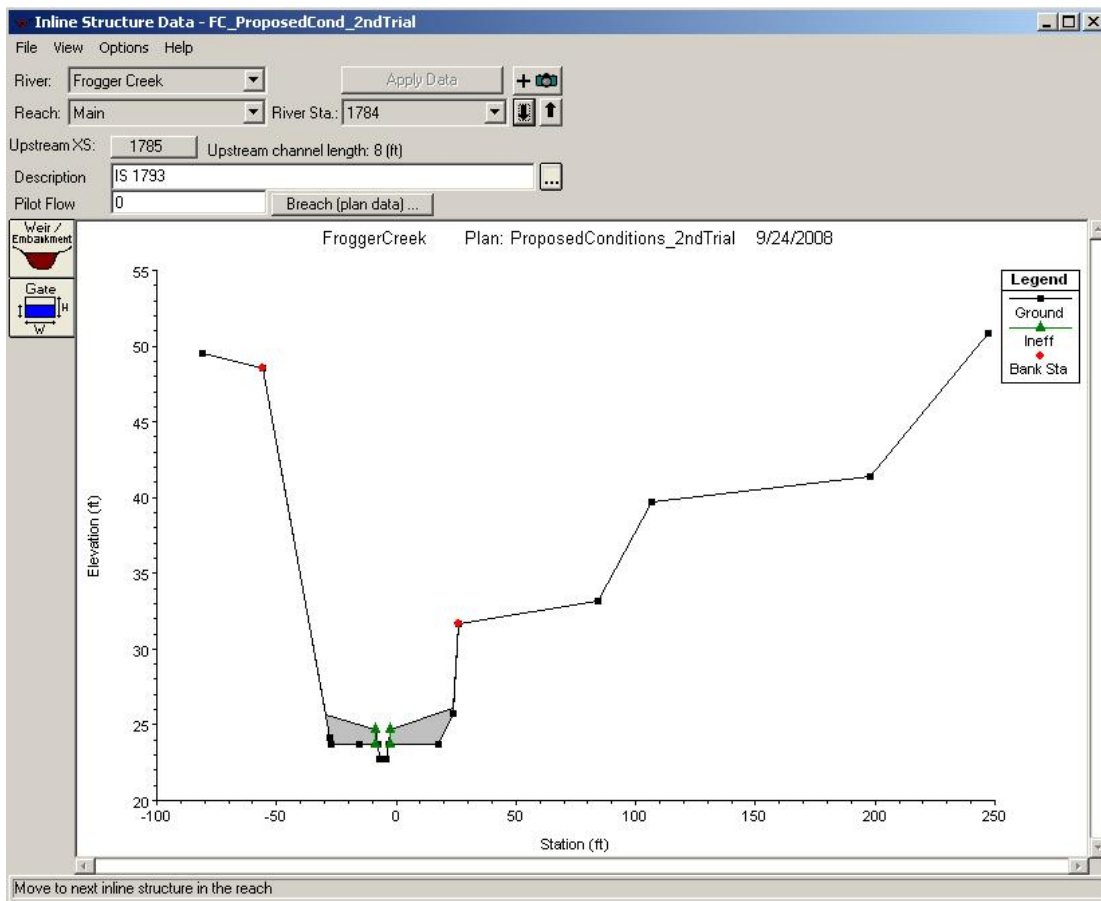 Inline Structure Data - FC_ProposedCond_2ndTrial
File View Options Help
River: Frogger Creek Apply Data
Reach: Main River Sta.: 1784
Upstream XS: 1785 Upstream channel length: 8 (ft)
Description IS 1793 ...
Pilot Flow 0 Breach (plan data) ...
Weir / Embankment
Gate
H
W
FroggerCreek Plan: ProposedConditions_2ndTrial 9/24/2008
Legend
Ground
Ineff
Bank Sta
55
50
45
40
35
30
25
20
Elevation (ft)
-100 -50 0 50 100 150 200 250
Station (ft)
Move to next inline structure in the reach